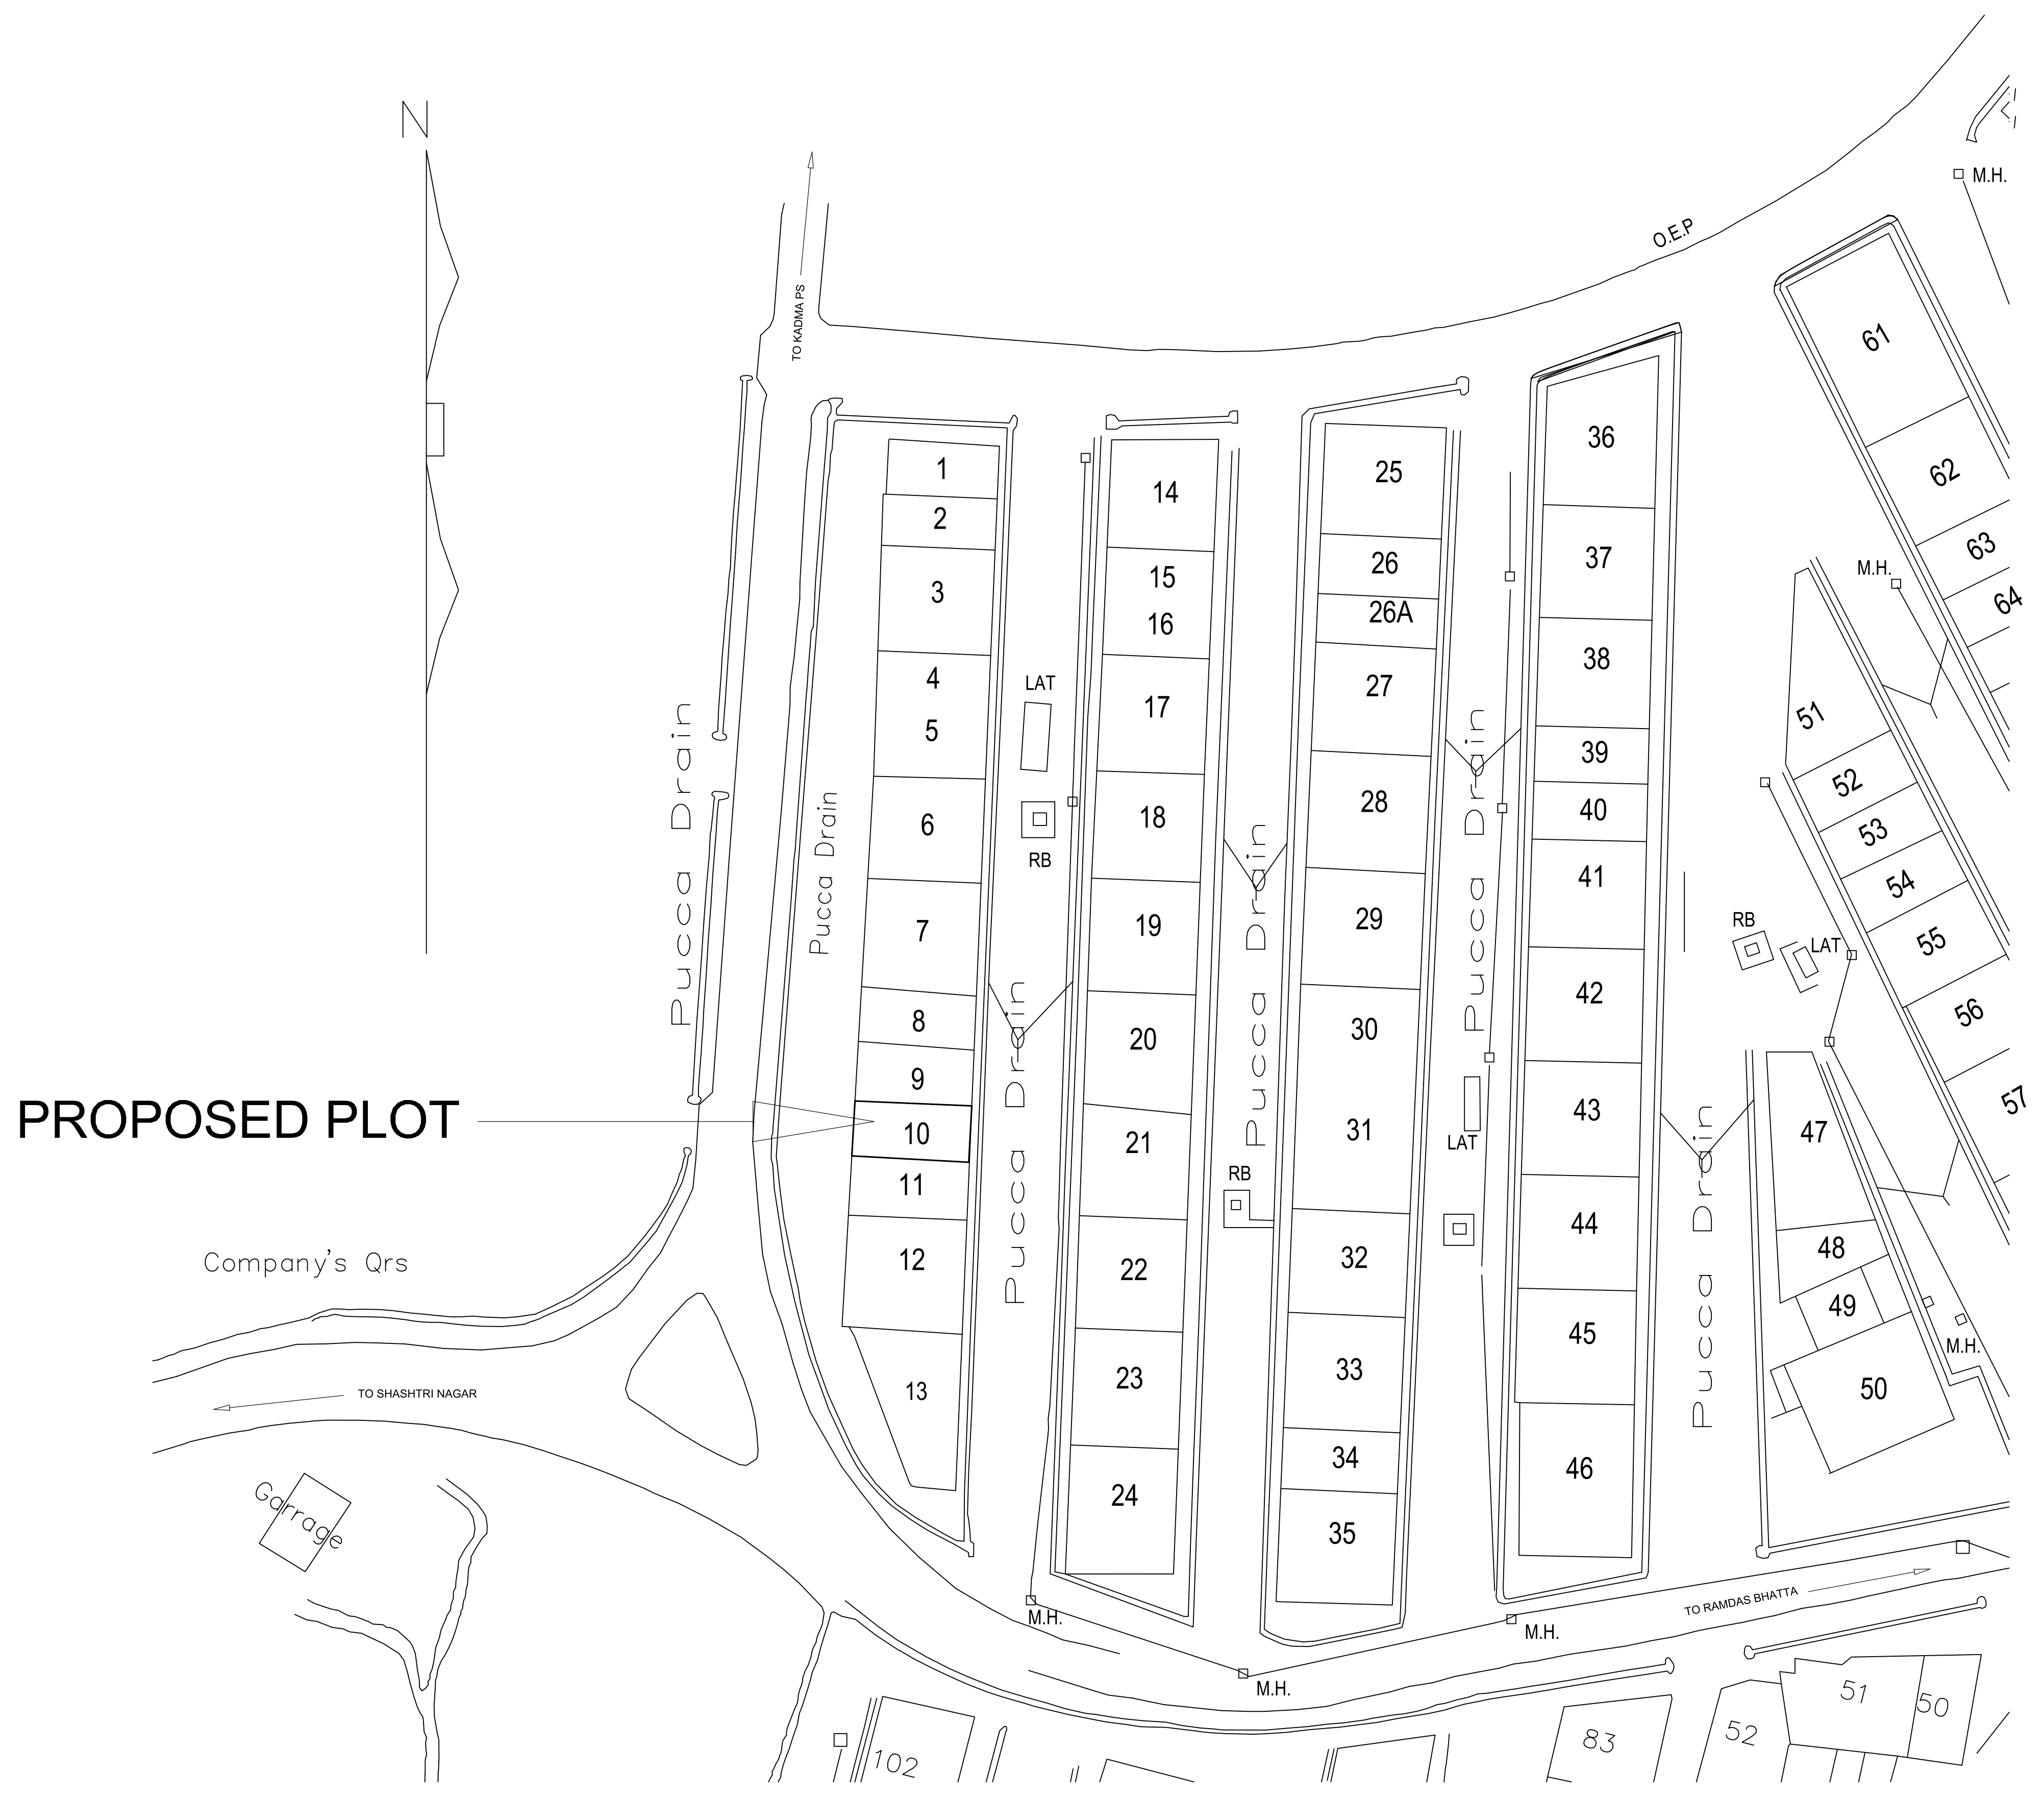 N
M.H.
O.E.P
TO KADMA PS
61
36
1
25
62
14
2
63
37
26
M.H.
15
3
64
26A
16
38
LAT
4
27
17
51
5
39
Pucca Drain
52
40
28
18
6
53
RB
Pucca Drain
Pucca Drain
41
54
29
RB
19
7
55
LAT
Pucca Drain
42
56
8
30
20
Pucca Drain
9
57
43
PROPOSED PLOT
10
31
47
21
LAT
RB
11
Pucca Drain
44
48
32
12
Company's Qrs
22
49
45
M.H.
33
23
50
13
TO SHASHTRI NAGAR
34
46
24
Garrage
35
TO RAMDAS BHATTA
M.H.
M.H.
M.H.
51
50
52
83
102